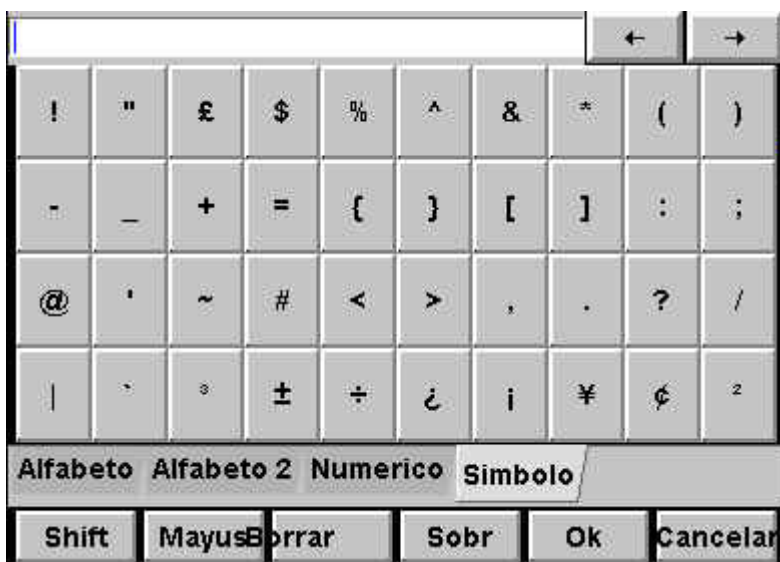 ← →
! " £ $ % ^ & * ( )
- _ + = { } [ ] : ;
@ ' ~ # < > , . ? /
| ` ³ ± ÷ ¿ ¡ ¥ ¢ ²
Alfabeto Alfabeto 2 Numerico Simbolo
Shift Mayus Borrar Sobr Ok Cancelar